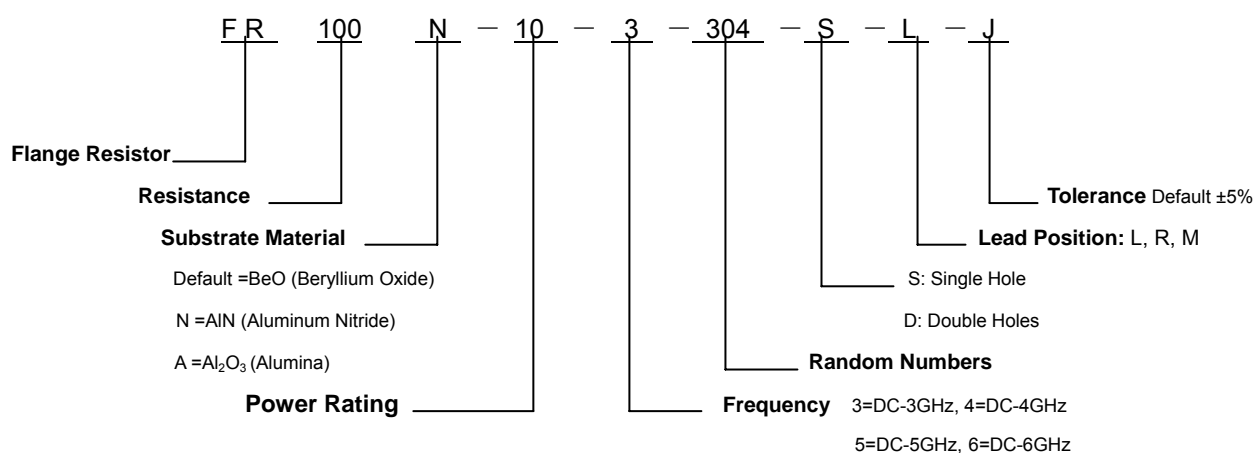 FR 100 N — 10 — 3 — 304 — S — L — J
Flange Resistor
Resistance
Tolerance Default ±5%
Substrate Material
Lead Position: L, R, M
Default =BeO (Beryllium Oxide)
S: Single Hole
N =AlN (Aluminum Nitride)
D: Double Holes
A =Al₂O₃ (Alumina)
Random Numbers
Power Rating
Frequency 3=DC-3GHz, 4=DC-4GHz
5=DC-5GHz, 6=DC-6GHz